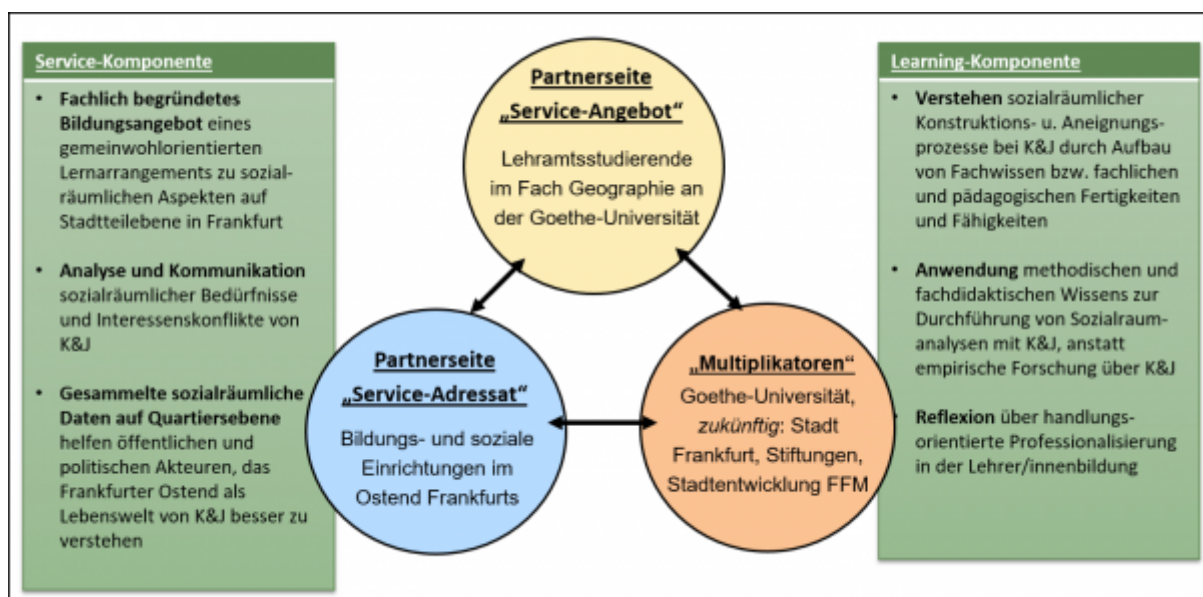 Service-Komponente
• Fachlich begründetes
Bildungsangebot eines
gemeinwohlorientierten
Lernarrangements zu sozial-
räumlichen Aspekten auf
Stadtteilebene in Frankfurt
• Analyse und Kommunikation
sozialräumlicher Bedürfnisse
und Interessenskonflikte von
K&J
• Gesammelte sozialräumliche
Daten auf Quartiersebene
helfen öffentlichen und
politischen Akteuren, das
Frankfurter Ostend als
Lebenswelt von K&J besser zu
verstehen
Partnerseite
„Service-Angebot“
Lehramtsstudierende
im Fach Geographie an
der Goethe-Universität
Partnerseite
„Service-Adressat“
Bildungs- und soziale
Einrichtungen im
Ostend Frankfurts
„Multiplikatoren“
Goethe-Universität,
zukünftig: Stadt
Frankfurt, Stiftungen,
Stadtentwicklung FFM
Learning-Komponente
• Verstehen sozialräumlicher
Konstruktions- u. Aneignungs-
prozesse bei K&J durch Aufbau
von Fachwissen bzw. fachlichen
und pädagogischen Fertigkeiten
und Fähigkeiten
• Anwendung methodischen und
fachdidaktischen Wissens zur
Durchführung von Sozialraum-
analysen mit K&J, anstatt
empirische Forschung über K&J
• Reflexion über handlungs-
orientierte Professionalisierung
in der Lehrer/innenbildung